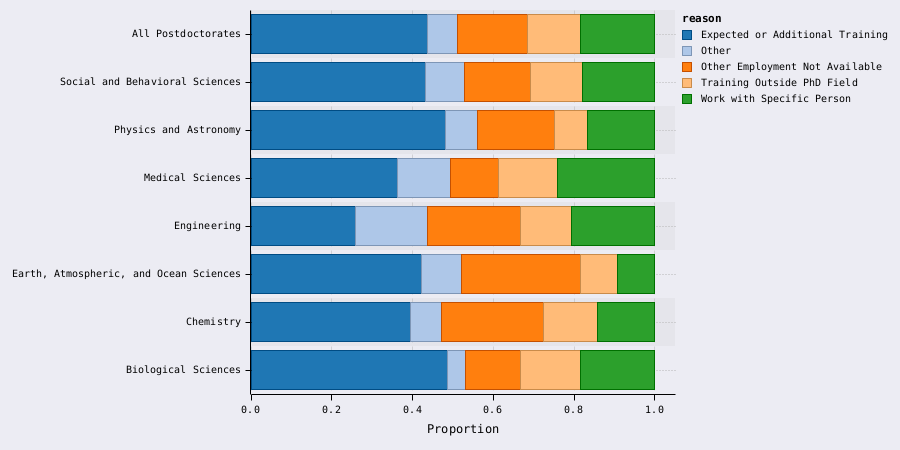 reason
Expected or Additional Training
Other
Other Employment Not Available
Training Outside PhD Field
Work with Specific Person
All Postdoctorates
Social and Behavioral Sciences
Physics and Astronomy
Medical Sciences
Engineering
Earth, Atmospheric, and Ocean Sciences
Chemistry
Biological Sciences
0.0 0.2 0.4 0.6 0.8 1.0
Proportion